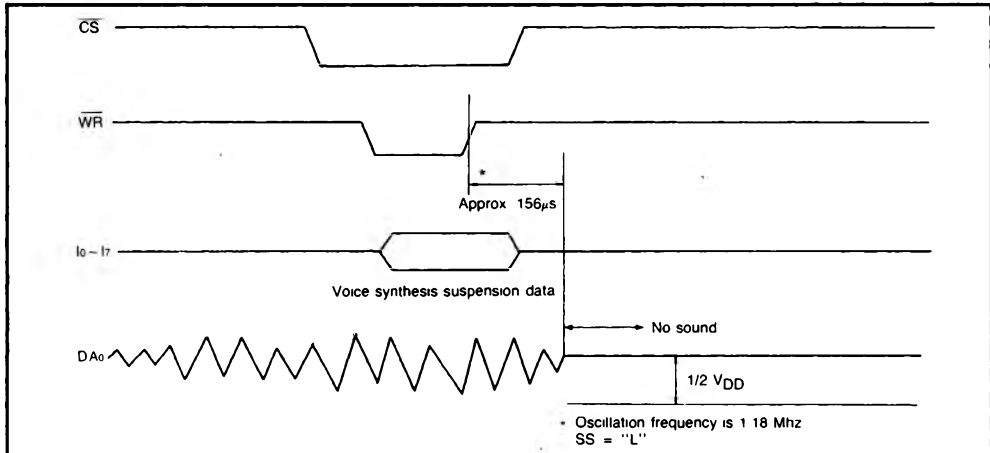 CS
WR
*
Approx 156μs
I0 – I7
Voice synthesis suspension data
No sound
DA0
1/2 VDD
* Oscillation frequency is 1 18 Mhz
SS = "L"